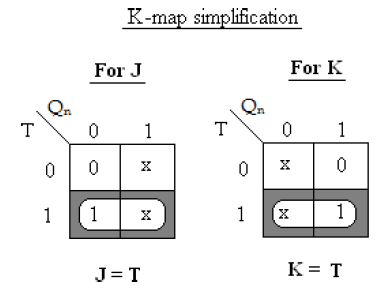 K-map simplification
For J
For K
Qn
T 0 1
0 0 x
1 1 x
J = T
Qn
T 0 1
0 x 0
1 x 1
K = T